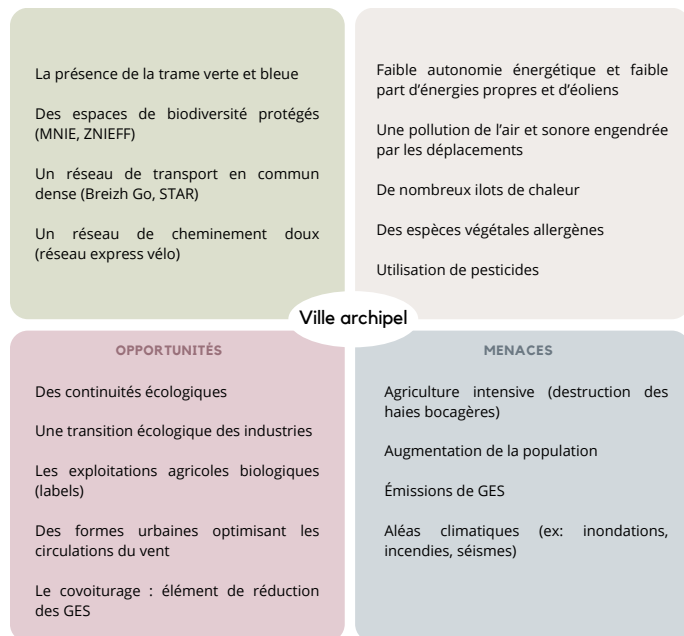 La présence de la trame verte et bleue
Des espaces de biodiversité protégés
(MNIE, ZNIEFF)
Un réseau de transport en commun
dense (Breizh Go, STAR)
Un réseau de cheminement doux
(réseau express vélo)
Faible autonomie énergétique et faible
part d'énergies propres et d'éoliens
Une pollution de l'air et sonore engendrée
par les déplacements
De nombreux ilots de chaleur
Des espèces végétales allergènes
Utilisation de pesticides
Ville archipel
OPPORTUNITÉS
Des continuités écologiques
Une transition écologique des industries
Les exploitations agricoles biologiques
(labels)
Des formes urbaines optimisant les
circulations du vent
Le covoiturage : élément de réduction
des GES
MENACES
Agriculture intensive (destruction des
haies bocagères)
Augmentation de la population
Émissions de GES
Aléas climatiques (ex: inondations,
incendies, séismes)